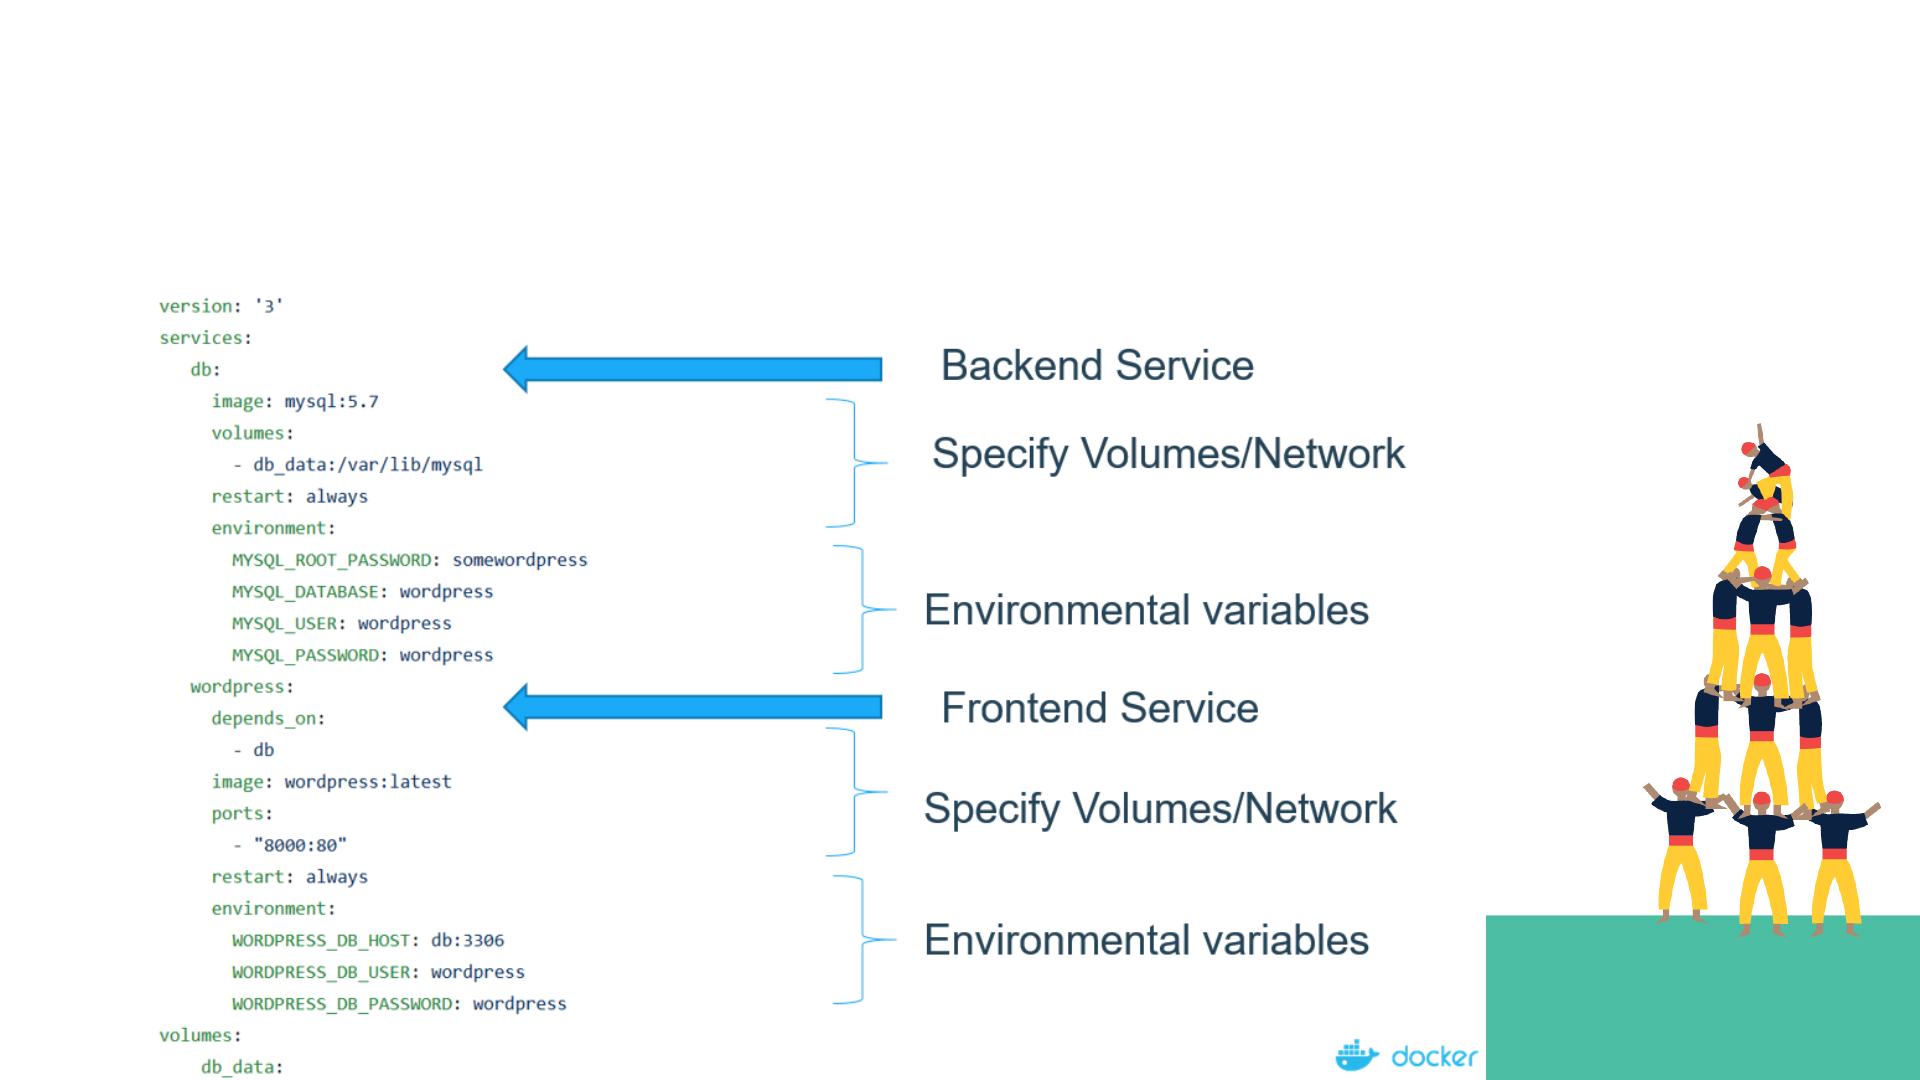 version: '3'
services:
db:
image: mysql:5.7
volumes:
- db_data:/var/lib/mysql
restart: always
environment:
MYSQL_ROOT_PASSWORD: somewordpress
MYSQL_DATABASE: wordpress
MYSQL_USER: wordpress
MYSQL_PASSWORD: wordpress
wordpress:
depends_on:
- db
image: wordpress:latest
ports:
- "8000:80"
restart: always
environment:
WORDPRESS_DB_HOST: db:3306
WORDPRESS_DB_USER: wordpress
WORDPRESS_DB_PASSWORD: wordpress
volumes:
db_data:
Backend Service
Specify Volumes/Network
Environmental variables
Frontend Service
Specify Volumes/Network
Environmental variables
docker